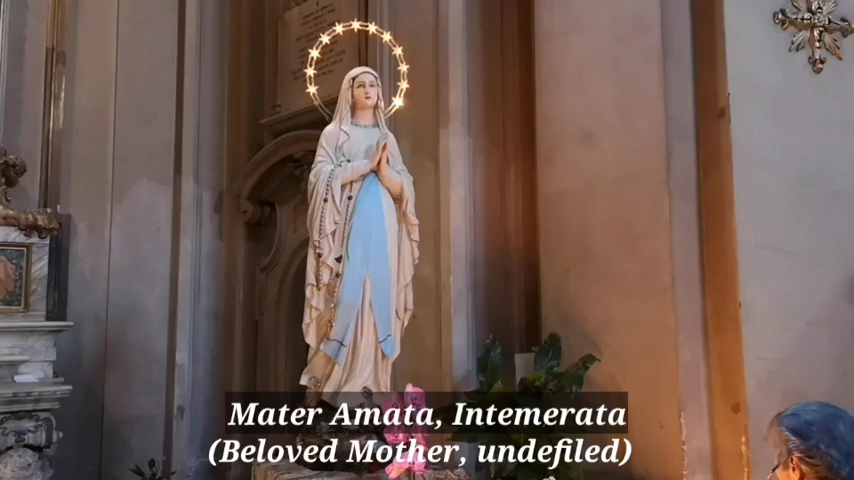 Mater Amata, Intemerata
(Beloved Mother, undefiled)